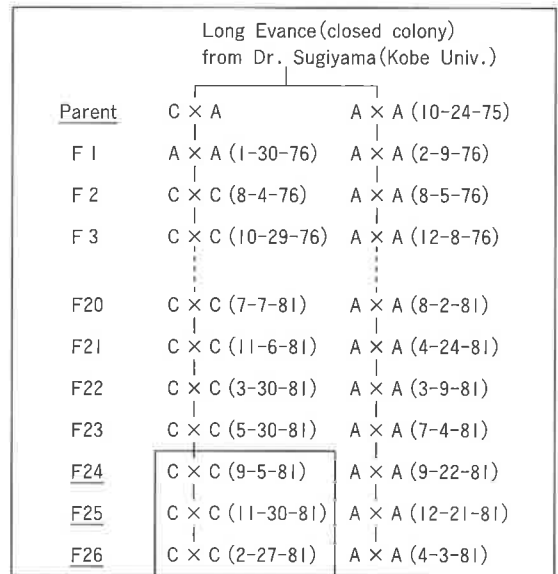 Long Evance (closed colony)
from Dr. Sugiyama (Kobe Univ.)
Parent C × A A × A (10-24-75)
F1 A × A (1-30-76) A × A (2-9-76)
F2 C × C (8-4-76) A × A (8-5-76)
F3 C × C (10-29-76) A × A (12-8-76)
F20 C × C (7-7-81) A × A (8-2-81)
F21 C × C (11-6-81) A × A (4-24-81)
F22 C × C (3-30-81) A × A (3-9-81)
F23 C × C (5-30-81) A × A (7-4-81)
F24 C × C (9-5-81) A × A (9-22-81)
F25 C × C (11-30-81) A × A (12-21-81)
F26 C × C (2-27-81) A × A (4-3-81)